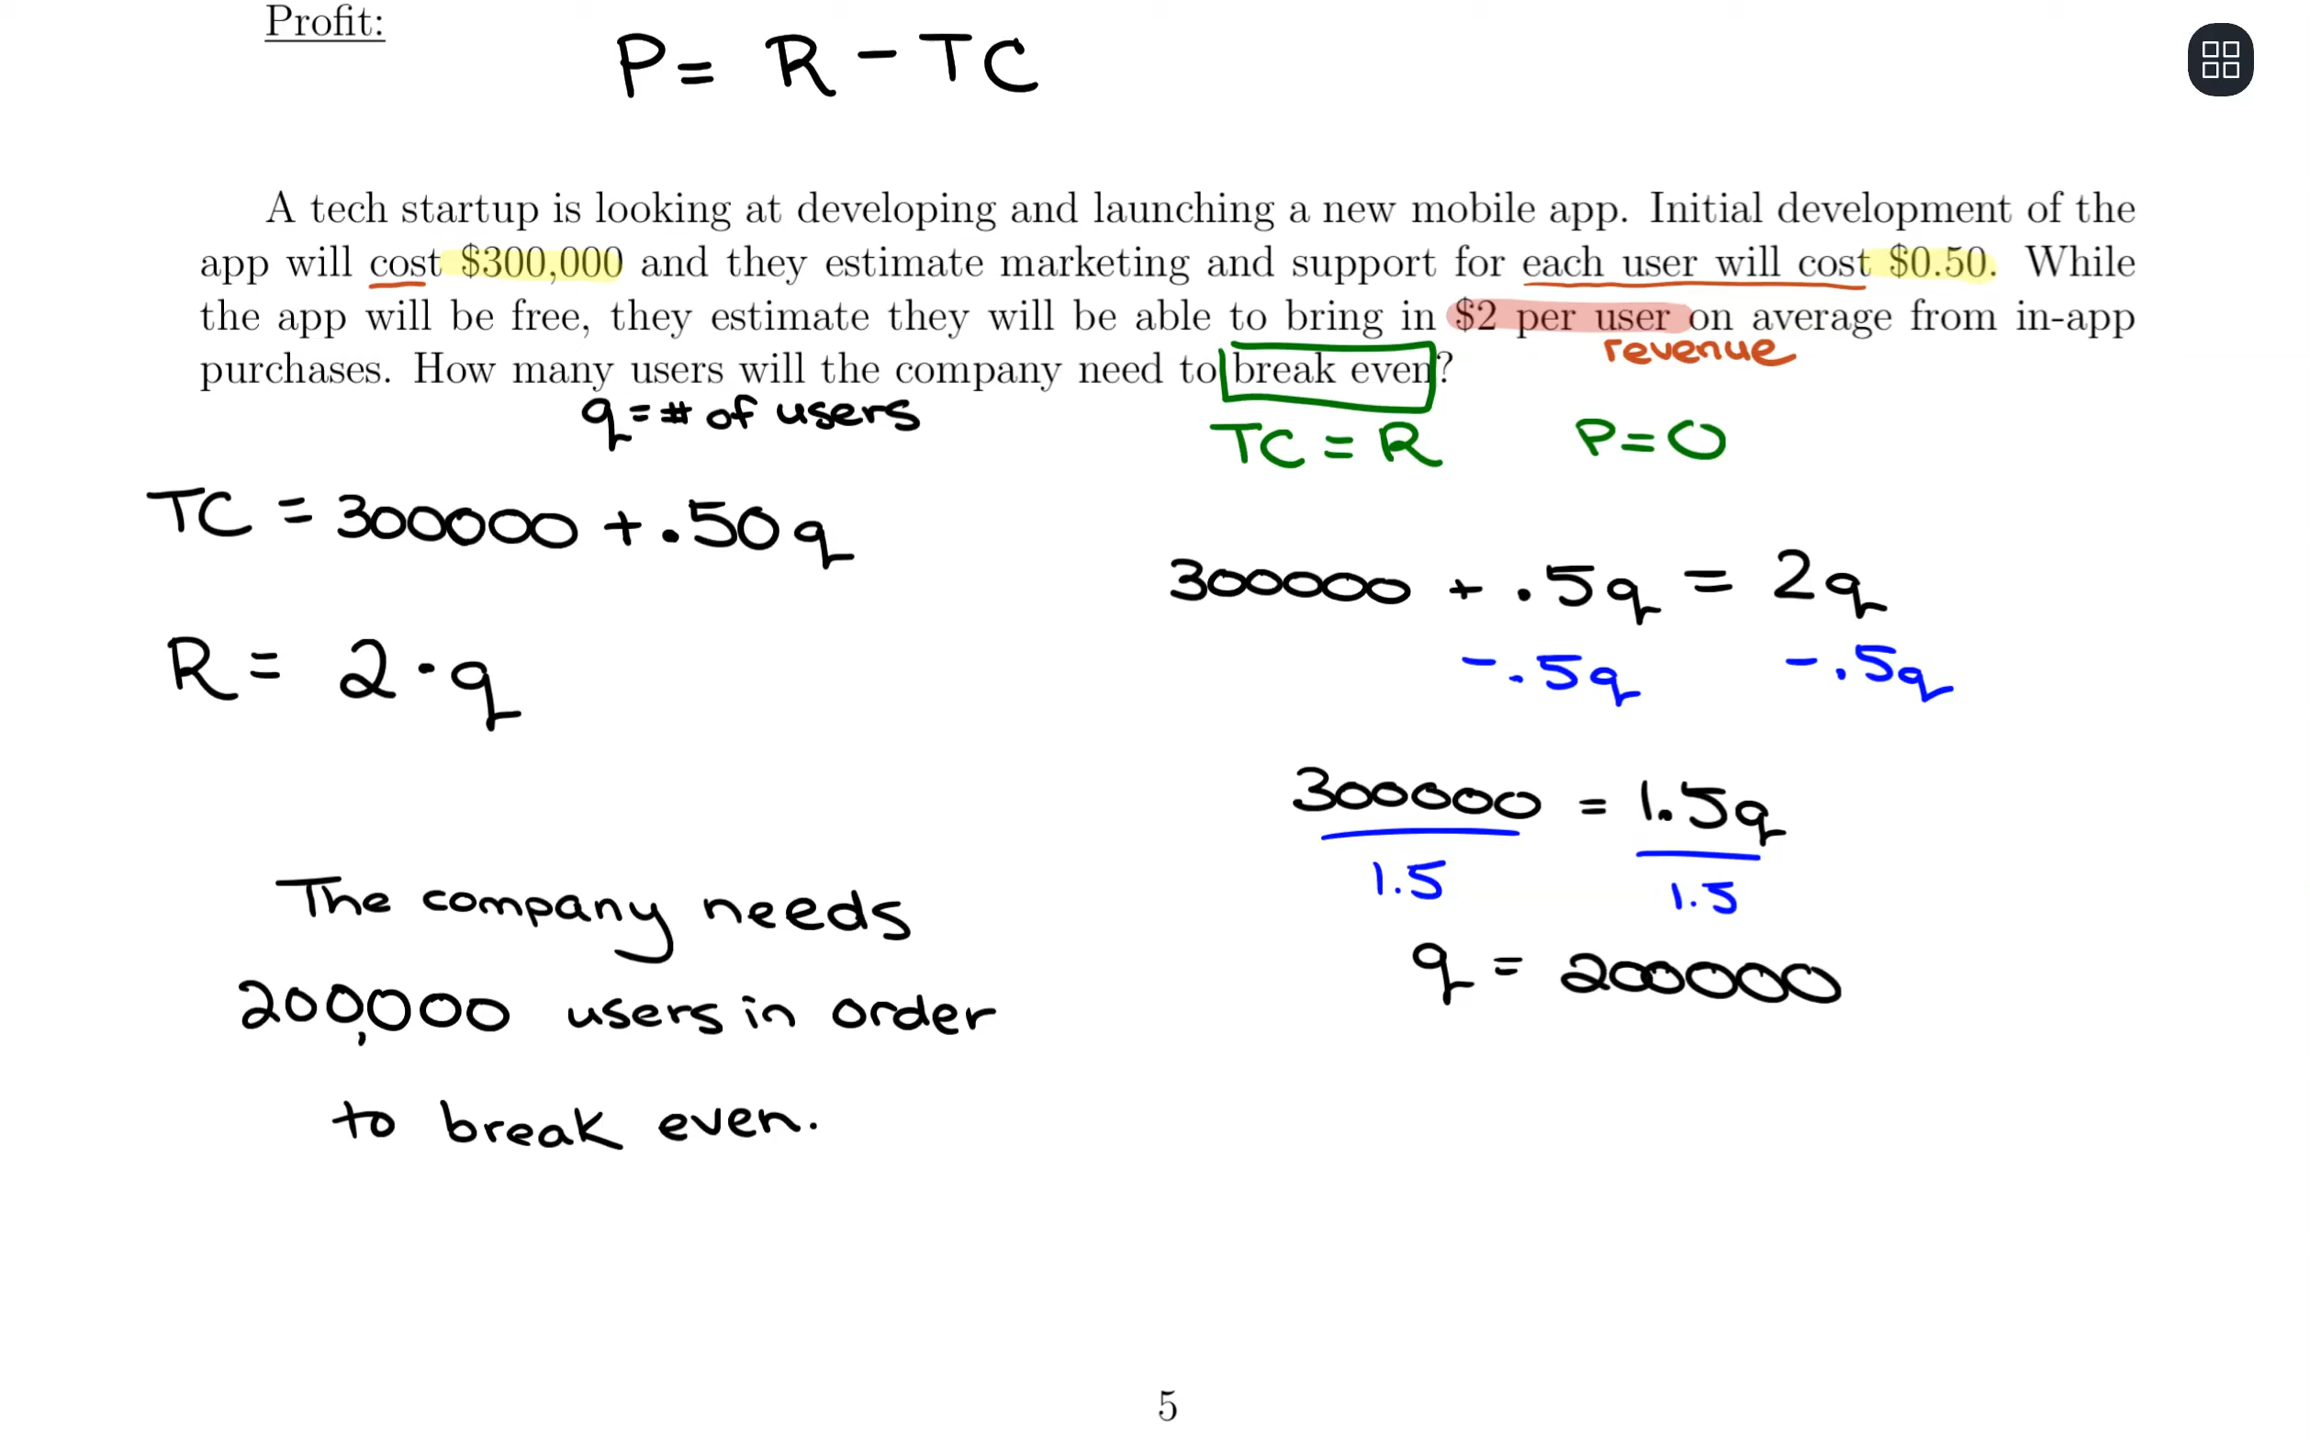 Profit:
P = R - TC
A tech startup is looking at developing and launching a new mobile app. Initial development of the
app will cost $300,000 and they estimate marketing and support for each user will cost $0.50. While
the app will be free, they estimate they will be able to bring in $2 per user on average from in-app
revenue
purchases. How many users will the company need to break even?
q = # of users
TC = R P = 0
TC = 300000 + .50q
300000 + .5q = 2q
R = 2·q
-.5q -.5q
300000 = 1.5q
1.5 1.5
The company needs
q = 200000
200,000 users in order
to break even.
5